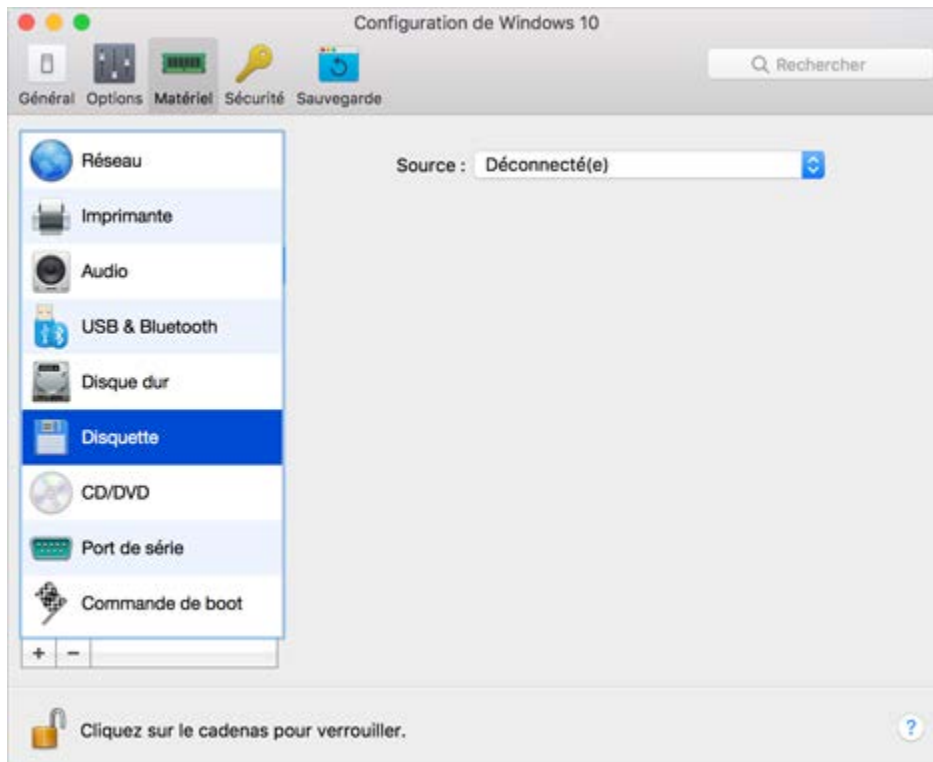 Configuration de Windows 10
Général Options Matériel Sécurité Sauvegarde
Rechercher
Réseau
Source : Déconnecté(e)
Imprimante
Audio
USB & Bluetooth
Disque dur
Disquette
CD/DVD
Port de série
Commande de boot
+ −
Cliquez sur le cadenas pour verrouiller.
?